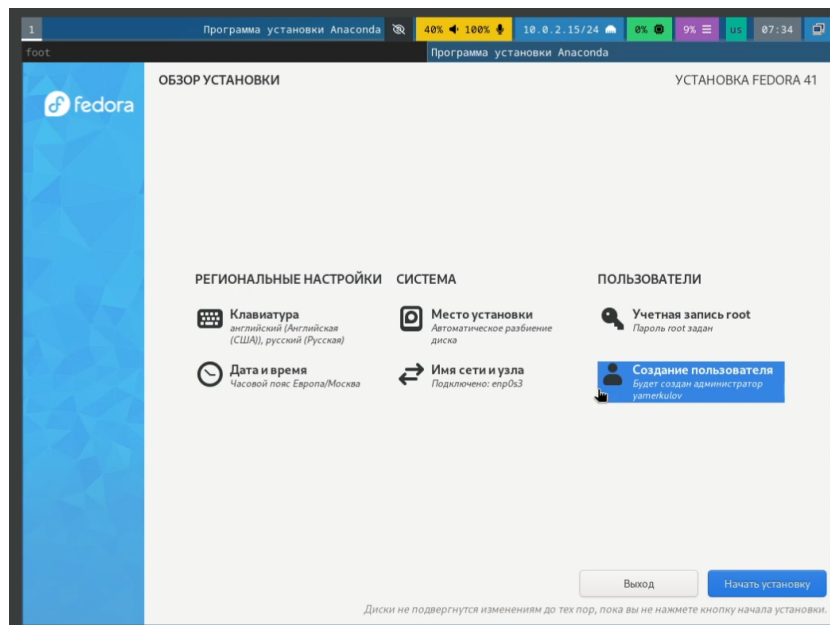 1 Программа установки Anaconda 40% 100% 10.0.2.15/24 0% 9% us 07:34
foot Программа установки Anaconda
fedora
ОБЗОР УСТАНОВКИ
УСТАНОВКА FEDORA 41
РЕГИОНАЛЬНЫЕ НАСТРОЙКИ
Клавиатура
английский (Английская
(США)), русский (Русская)
Дата и время
Часовой пояс Европа/Москва
СИСТЕМА
Место установки
Автоматическое разбиение
диска
Имя сети и узла
Подключено: enp0s3
ПОЛЬЗОВАТЕЛИ
Учетная запись root
Пароль root задан
Создание пользователя
Будет создан администратор
yamerkulov
Выход
Начать установку
Диски не подвергнутся изменениям до тех пор, пока вы не нажмете кнопку начала установки.